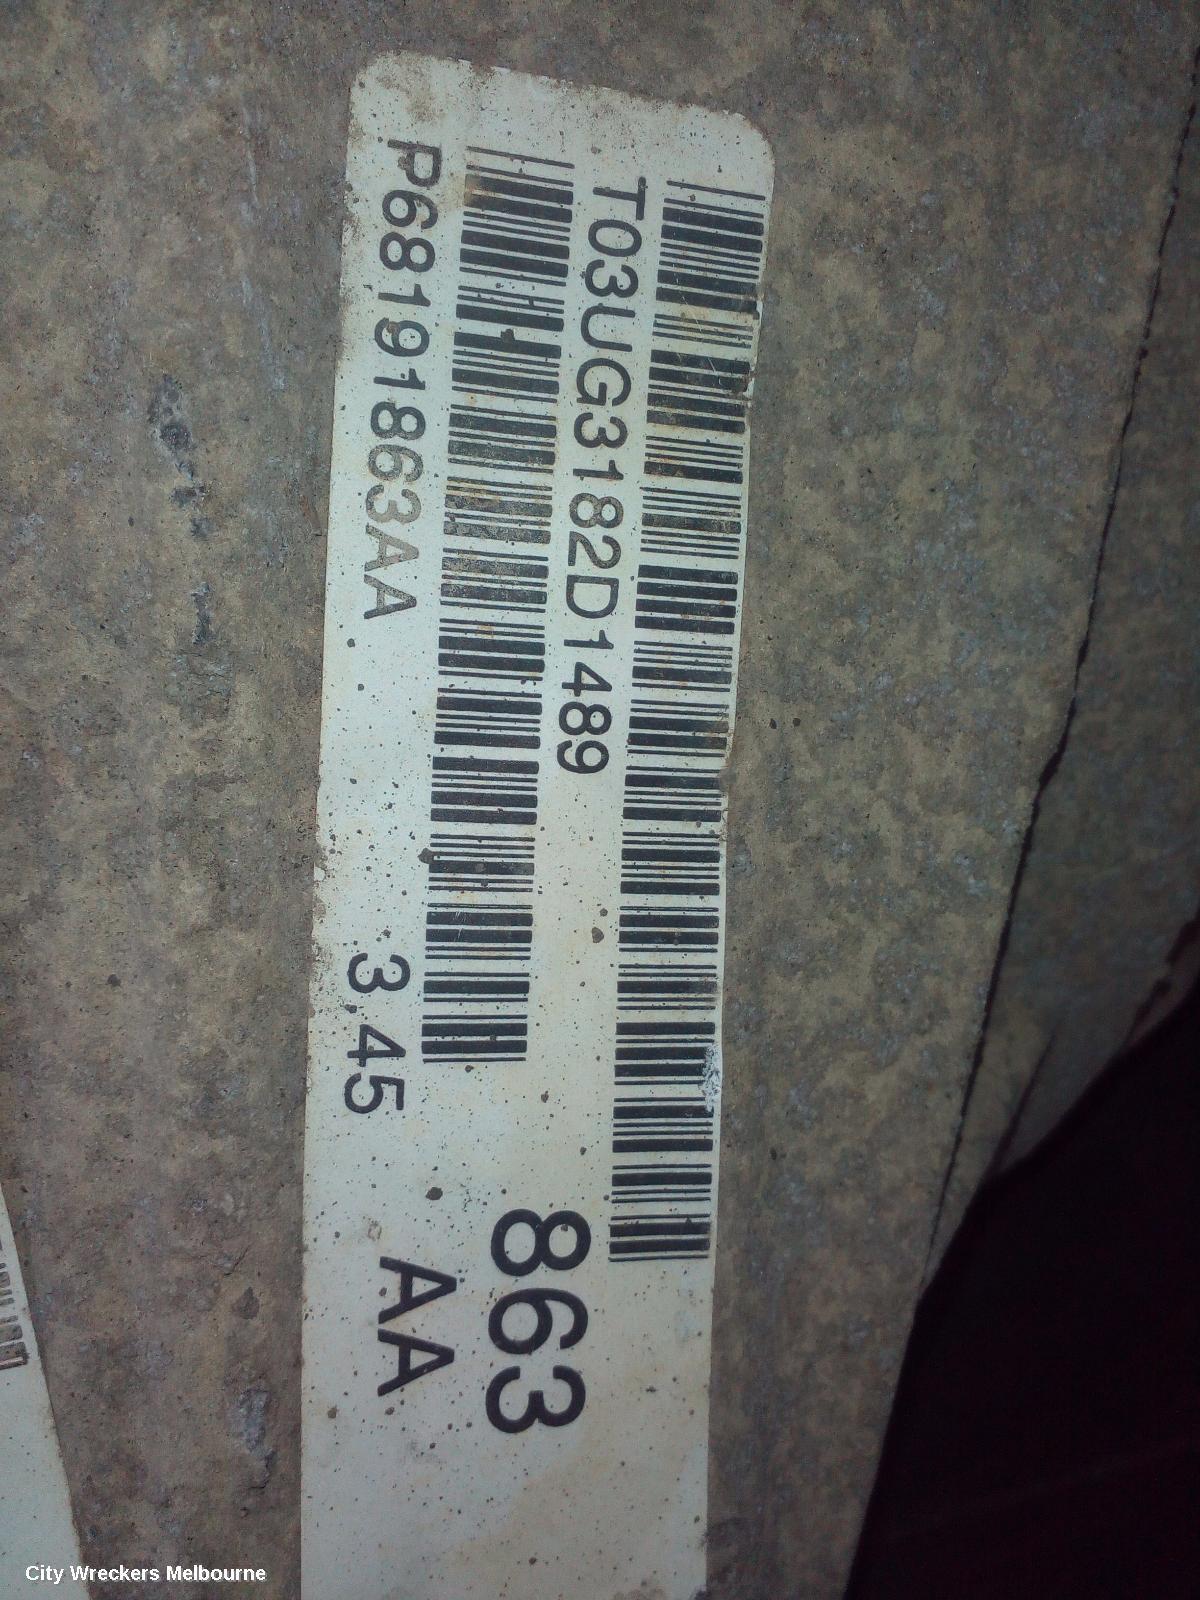 T03UG3182D1489
863
P68191863AA
3.45
AA
City Wreckers Melbourne